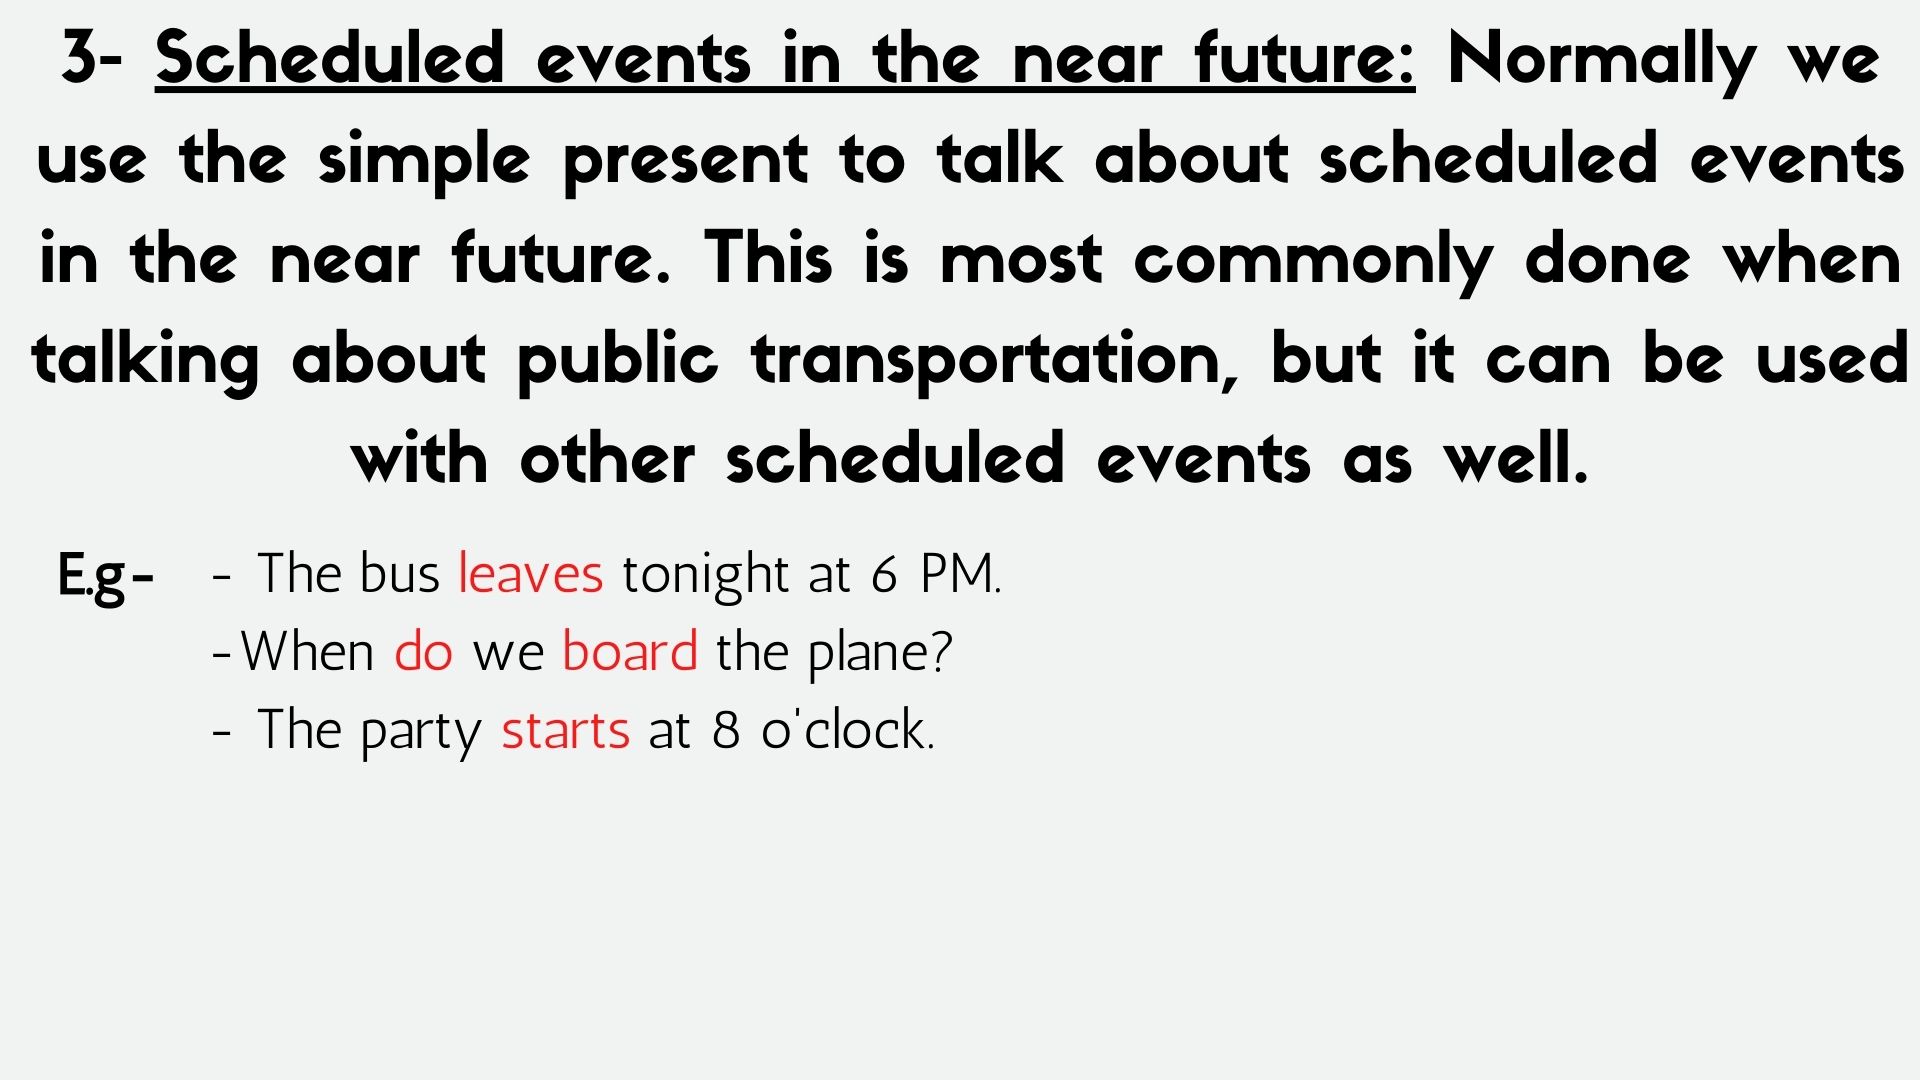 3- Scheduled events in the near future: Normally we
use the simple present to talk about scheduled events
in the near future. This is most commonly done when
talking about public transportation, but it can be used
with other scheduled events as well.
E.g- - The bus leaves tonight at 6 PM.
-When do we board the plane?
- The party starts at 8 o'clock.